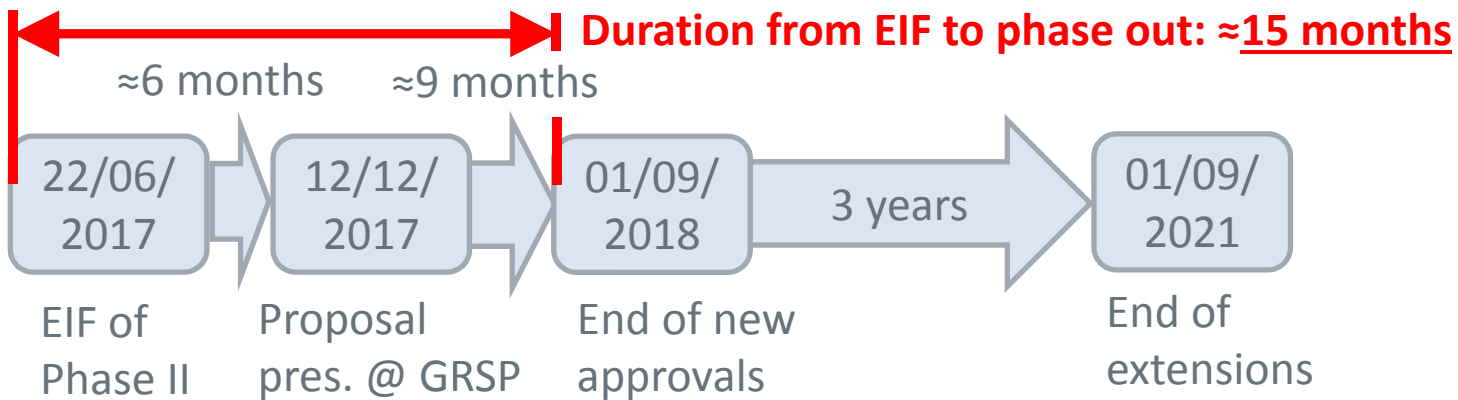 Duration from EIF to phase out: ≈15 months
≈6 months
≈9 months
22/06/
2017
12/12/
2017
01/09/
2018
3 years
01/09/
2021
EIF of
Phase II
Proposal
pres. @ GRSP
End of new
approvals
End of
extensions